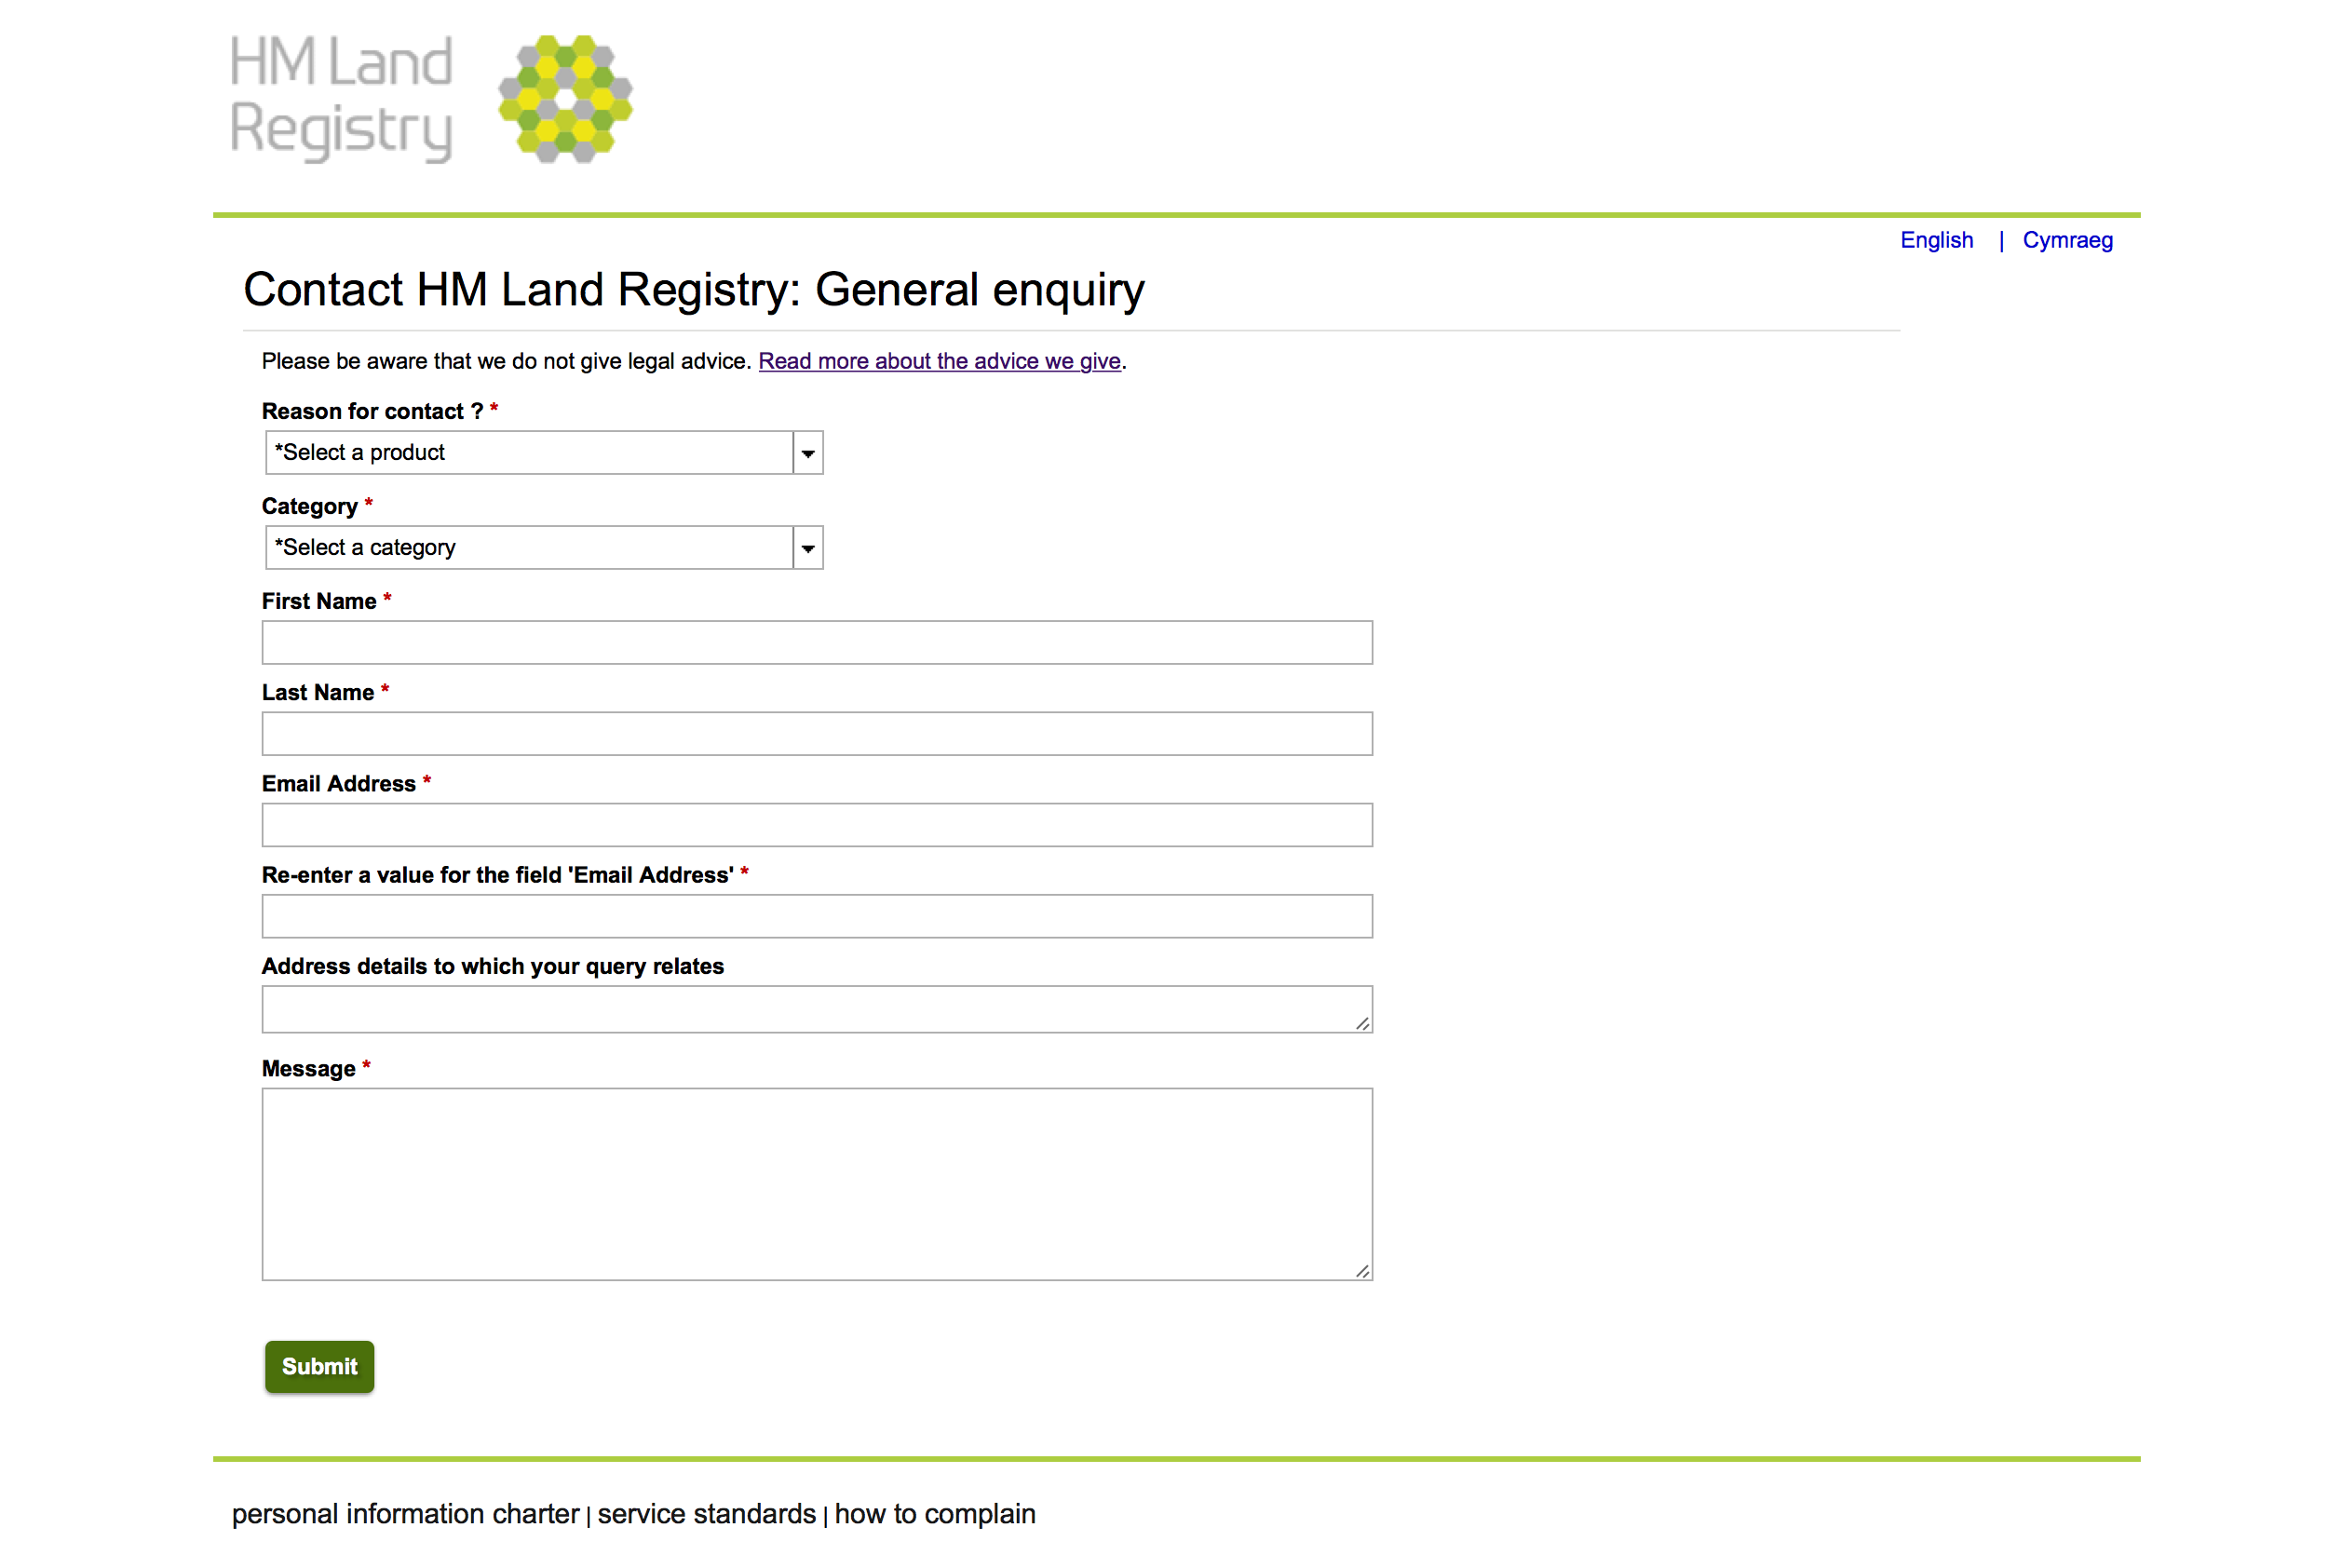 HM Land
Registry
English | Cymraeg
Contact HM Land Registry: General enquiry
Please be aware that we do not give legal advice. Read more about the advice we give.
Reason for contact ? *
*Select a product
Category *
*Select a category
First Name *
Last Name *
Email Address *
Re-enter a value for the field 'Email Address' *
Address details to which your query relates
Message *
Submit
personal information charter | service standards | how to complain